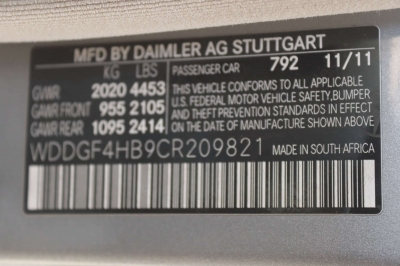 MFD BY DAIMLER AG STUTTGART
KG LBS PASSENGER CAR 792 11/11
GVWR 2020 4453
GAWR FRONT 955 2105
GAWR REAR 1095 2414
THIS VEHICLE CONFORMS TO ALL APPLICABLE
U.S. FEDERAL MOTOR VEHICLE SAFETY, BUMPER,
AND THEFT PREVENTION STANDARDS IN EFFECT
ON THE DATE OF MANUFACTURE SHOWN ABOVE.
WDDGF4HB9CR209821 MADE IN SOUTH AFRICA